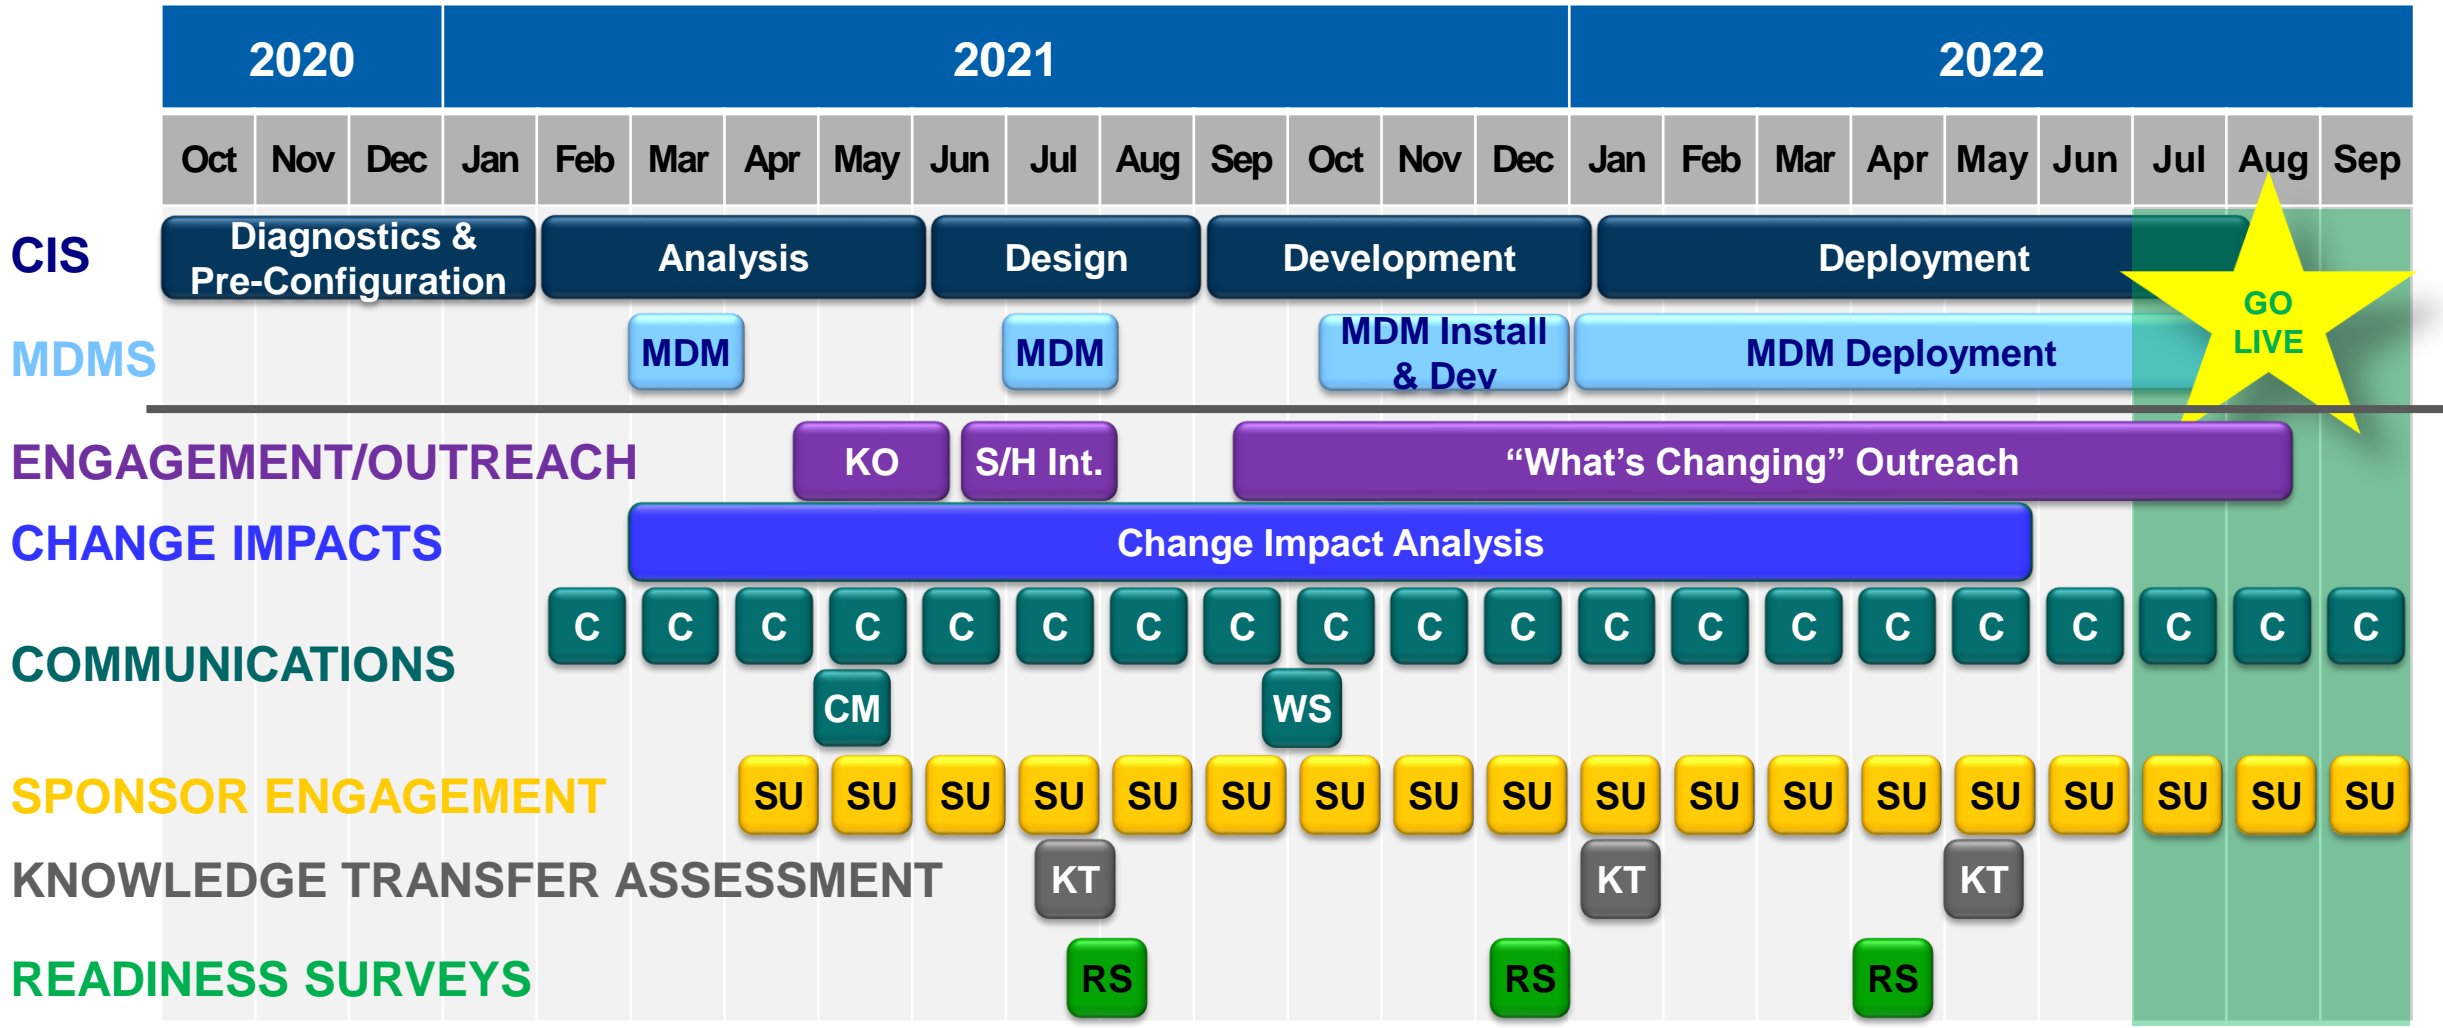 2020 2021 2022
Oct Nov Dec Jan Feb Mar Apr May Jun Jul Aug Sep Oct Nov Dec Jan Feb Mar Apr May Jun Jul Aug Sep
CIS
Diagnostics &
Pre-Configuration
Analysis
Design
Development
Deployment
GO
LIVE
MDMS
MDM
MDM
MDM Install
& Dev
MDM Deployment
ENGAGEMENT/OUTREACH
KO
S/H Int.
“What’s Changing” Outreach
CHANGE IMPACTS
Change Impact Analysis
COMMUNICATIONS
C C C C C C C C C C C C C C C C C C C C
CM WS
SPONSOR ENGAGEMENT
SU SU SU SU SU SU SU SU SU SU SU SU SU SU SU SU SU SU
KNOWLEDGE TRANSFER ASSESSMENT
KT KT KT
READINESS SURVEYS
RS RS RS